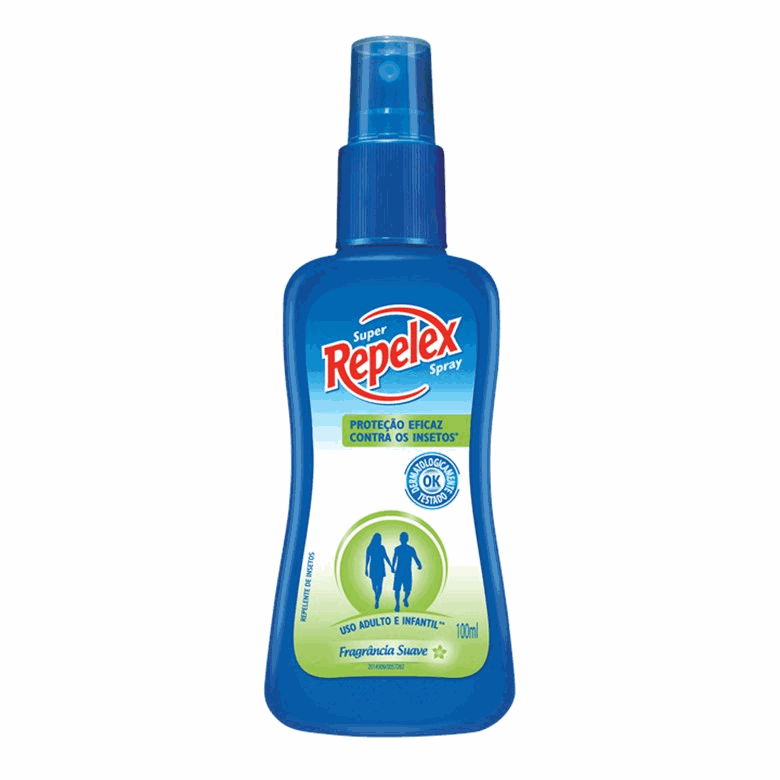 Super
Repelex
Spray
PROTEÇÃO EFICAZ
CONTRA OS INSETOS*
DERMATOLOGICAMENTE
OK
TESTADO
REPELENTE DE INSETOS
USO ADULTO E INFANTIL**
100ml
Fragrância Suave